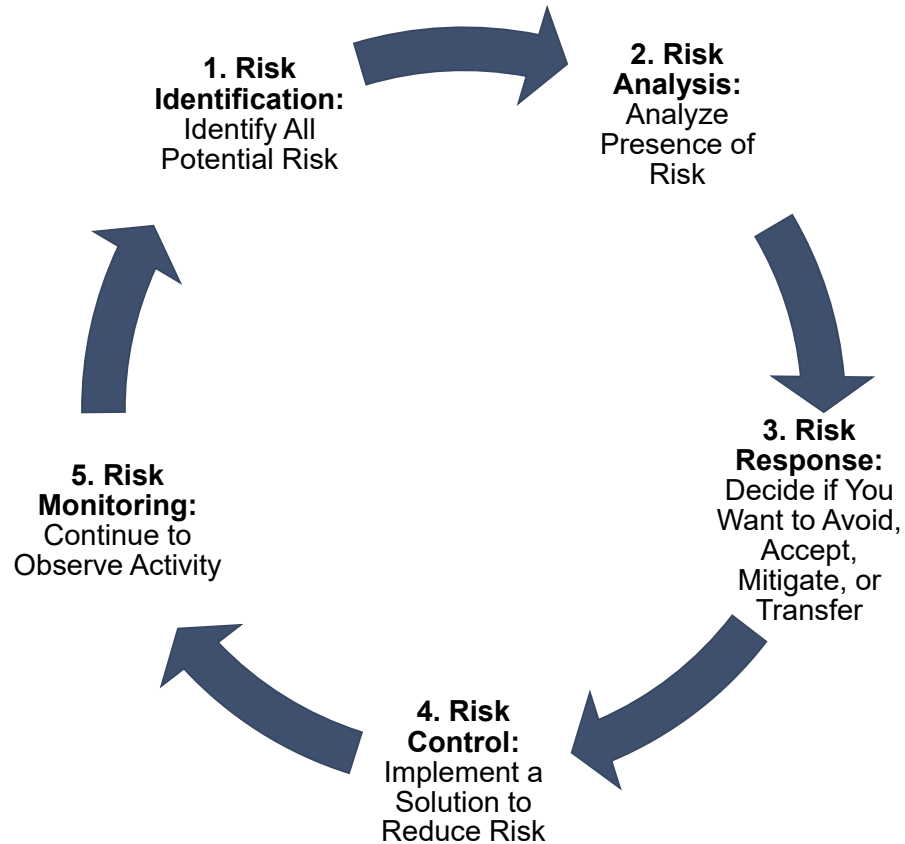 1. Risk
Identification:
Identify All
Potential Risk
2. Risk
Analysis:
Analyze
Presence of
Risk
3. Risk
Response:
Decide if You
Want to Avoid,
Accept,
Mitigate, or
Transfer
4. Risk
Control:
Implement a
Solution to
Reduce Risk
5. Risk
Monitoring:
Continue to
Observe Activity